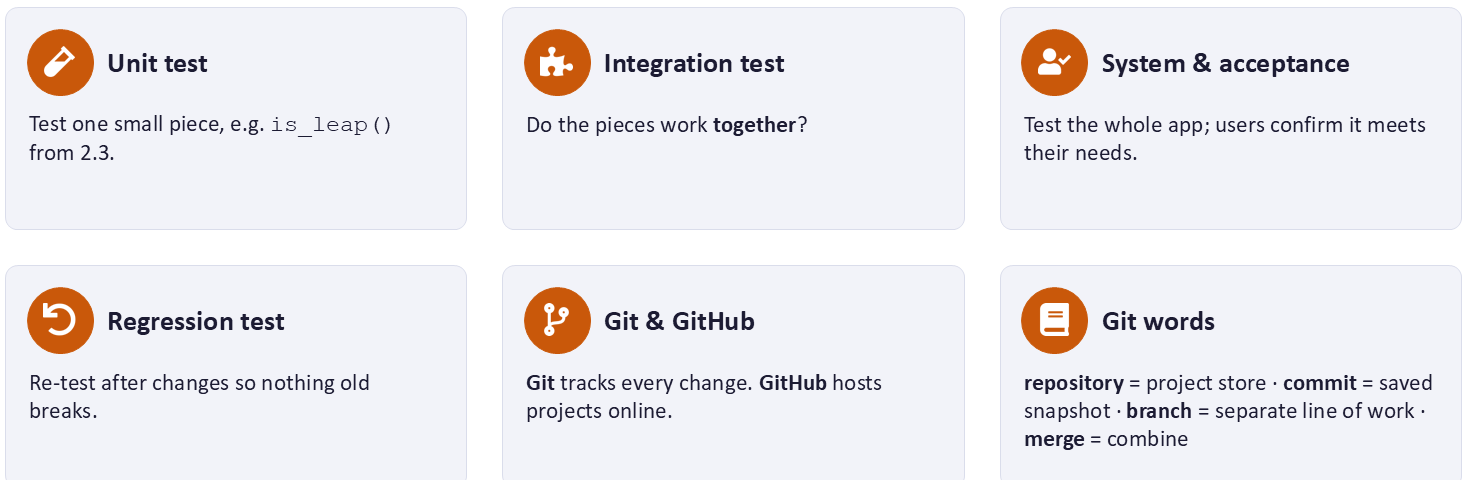 Unit test
Test one small piece, e.g. is_leap()
from 2.3.
Integration test
Do the pieces work together?
System & acceptance
Test the whole app; users confirm it meets
their needs.
Regression test
Re-test after changes so nothing old
breaks.
Git & GitHub
Git tracks every change. GitHub hosts
projects online.
Git words
repository = project store · commit = saved
snapshot · branch = separate line of work ·
merge = combine